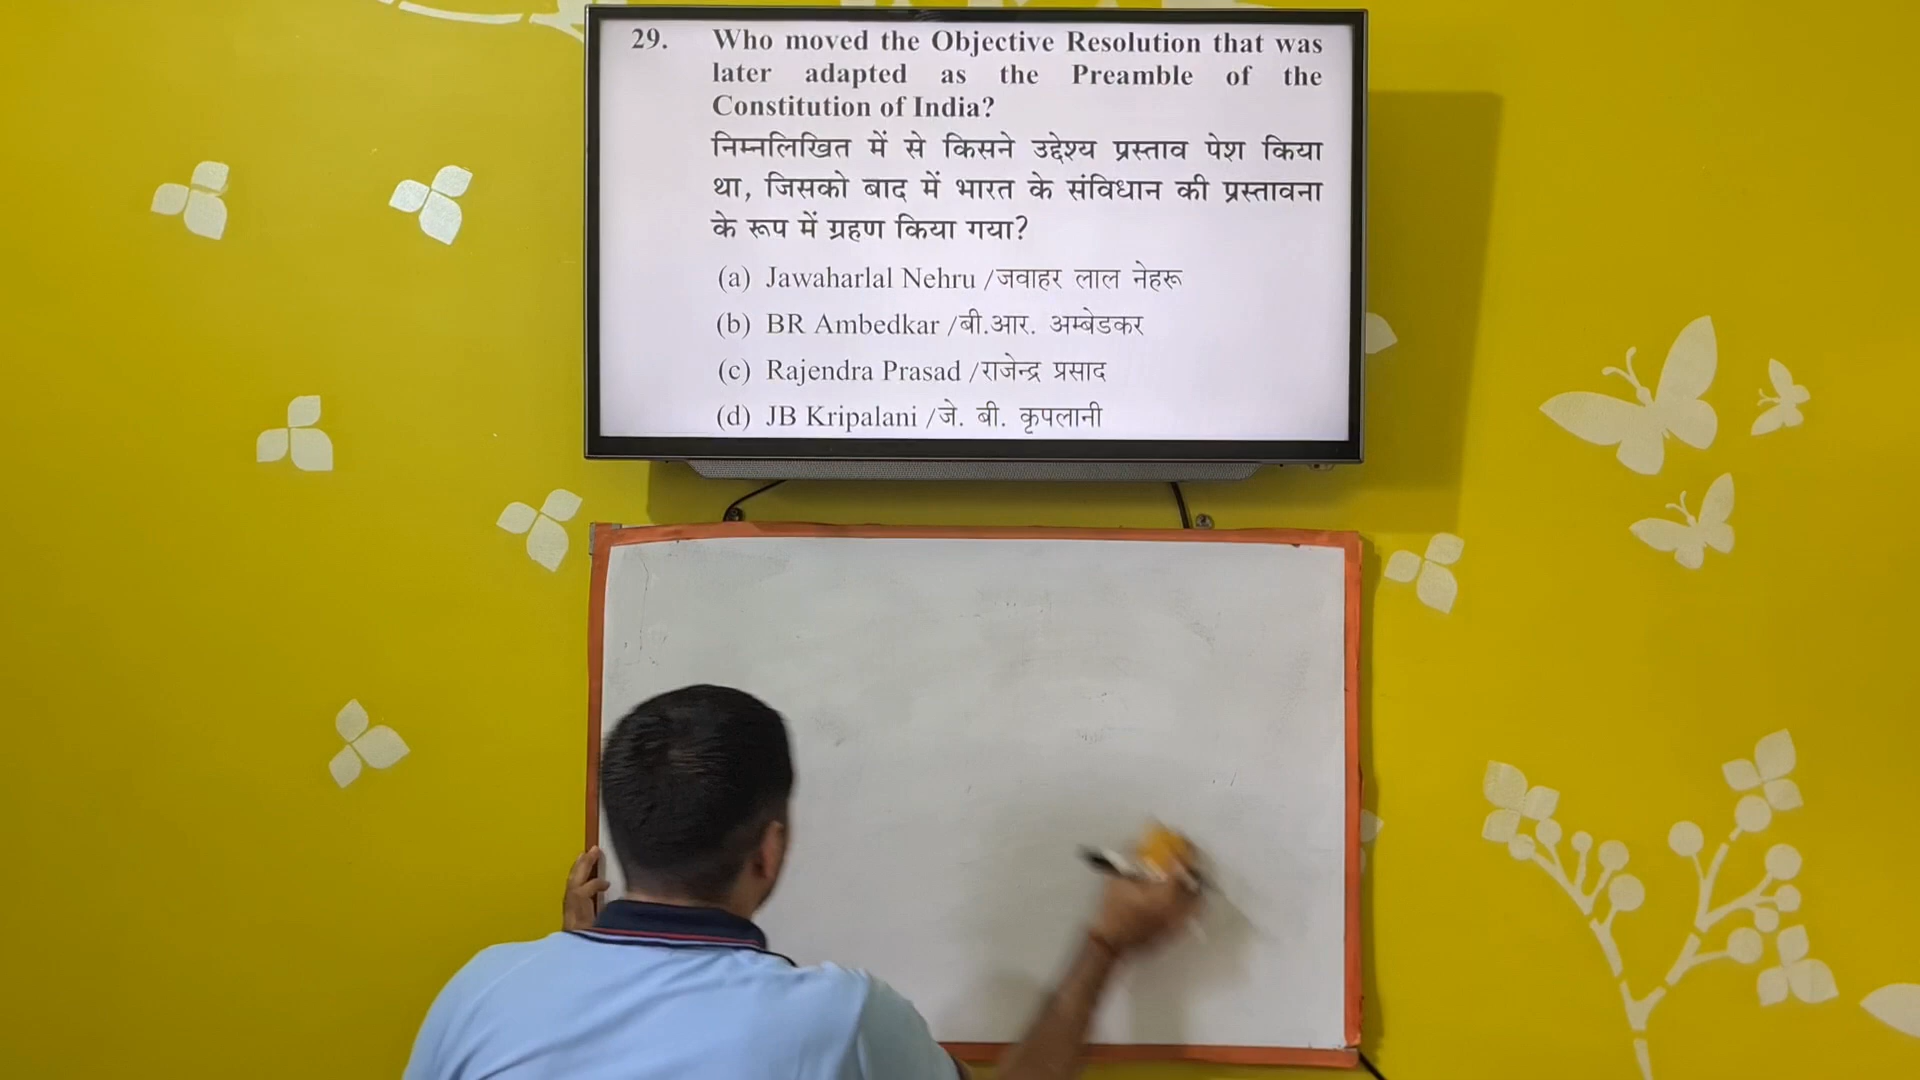 29. Who moved the Objective Resolution that was
later adapted as the Preamble of the
Constitution of India?
निम्नलिखित में से किसने उद्देश्य प्रस्ताव पेश किया
था, जिसको बाद में भारत के संविधान की प्रस्तावना
के रूप में ग्रहण किया गया?
(a) Jawaharlal Nehru /जवाहर लाल नेहरू
(b) BR Ambedkar /बी.आर. अम्बेडकर
(c) Rajendra Prasad /राजेन्द्र प्रसाद
(d) JB Kripalani /जे. बी. कृपलानी